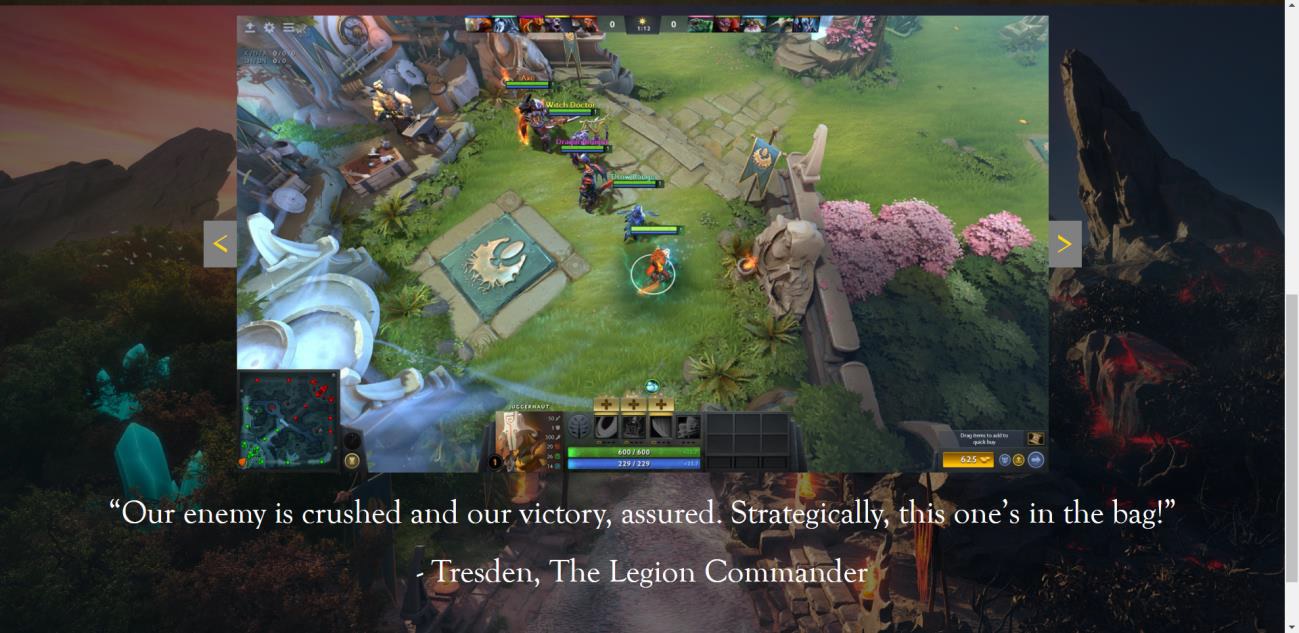 0 1:12 0
Axe
Witch Doctor
Drow Ranger
JUGGERNAUT
1
600 / 600
229 / 229
Drag items to add to
quick buy
625
“Our enemy is crushed and our victory, assured. Strategically, this one’s in the bag!”
- Tresden, The Legion Commander